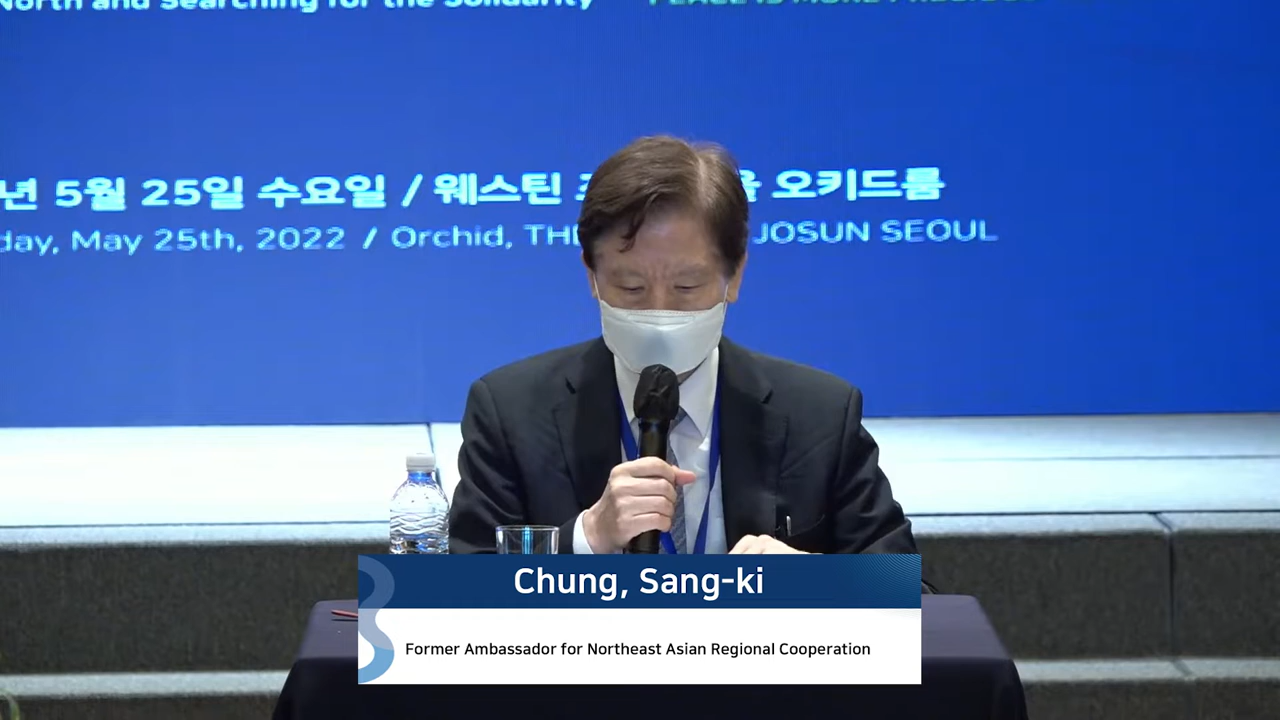 North and Searching for the Solidarity
년 5월 25일 수요일 / 웨스틴 오키드룸
day, May 25th, 2022 / Orchid, JOSUN SEOUL
Chung, Sang-ki
Former Ambassador for Northeast Asian Regional Cooperation